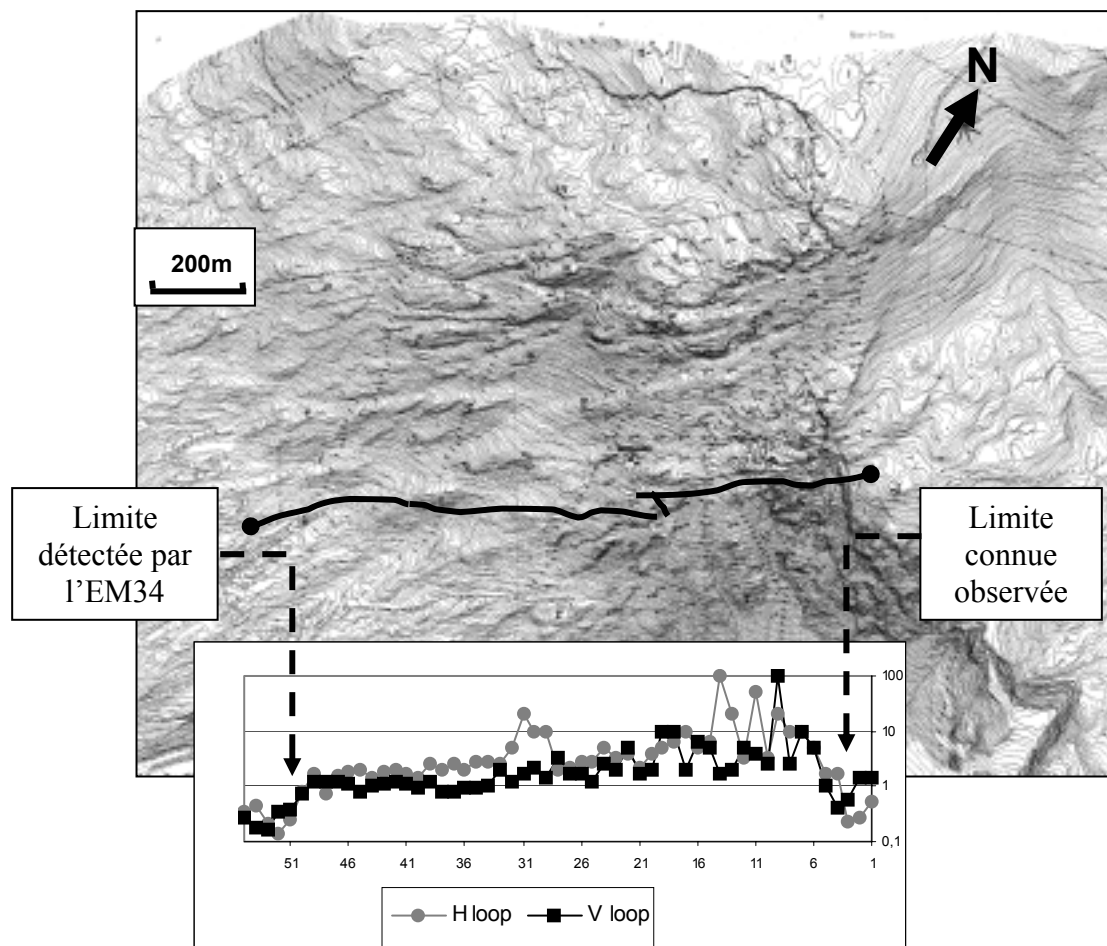 N
200m
Limite
détectée par
l'EM34
Limite
connue
observée
100
10
1
0,1
51 46 41 36 31 26 21 16 11 6 1
H loop V loop